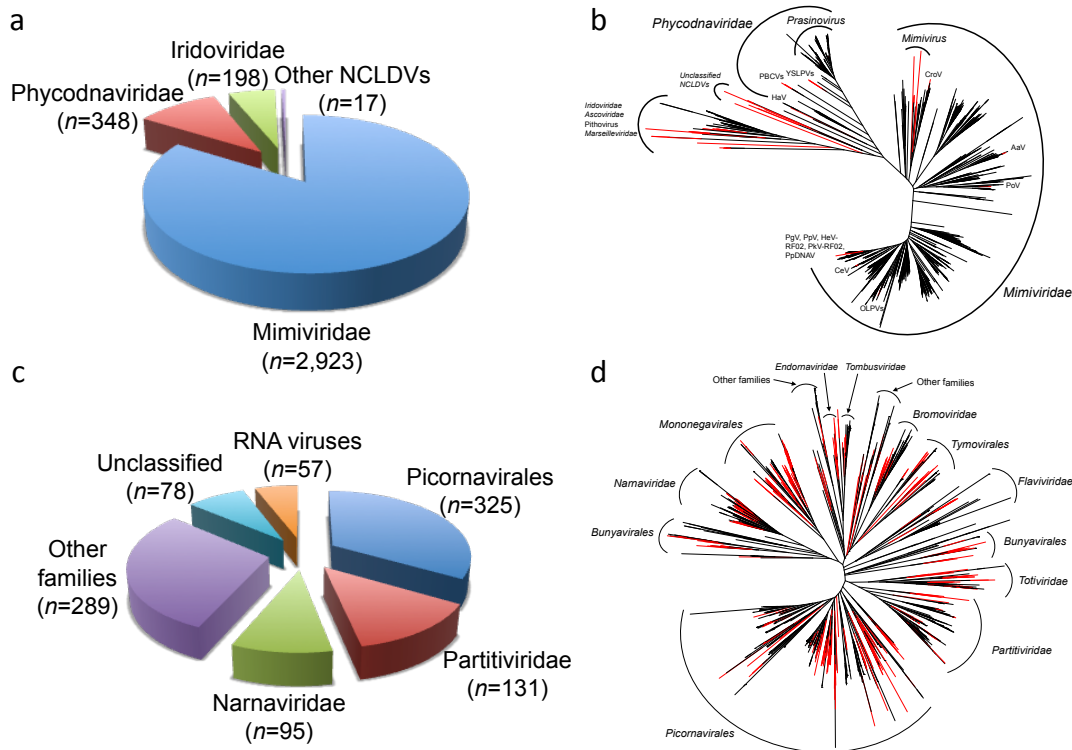 a
Iridoviridae
(n=198)
Other NCLDVs
(n=17)
Phycodnaviridae
(n=348)
Mimiviridae
(n=2,923)
b
Phycodnaviridae
Prasinovirus
Mimivirus
CroV
PBCVs
YSLPVs
Unclassified
NCLDVs
HaV
Iridoviridae
Ascoviridae
Pithovirus
Marseilleviridae
AaV
PoV
PgV, PpV, HeV-
RF02, PkV-RF02,
PpDNAV
CeV
OLPVs
Mimiviridae
c
RNA viruses
(n=57)
Unclassified
(n=78)
Picornavirales
(n=325)
Other
families
(n=289)
Partitiviridae
(n=131)
Narnaviridae
(n=95)
d
Endornaviridae
Tombusviridae
Other families
Other families
Bromoviridae
Mononegavirales
Tymovirales
Narnaviridae
Flaviviridae
Bunyavirales
Bunyavirales
Totiviridae
Partitiviridae
Picornavirales